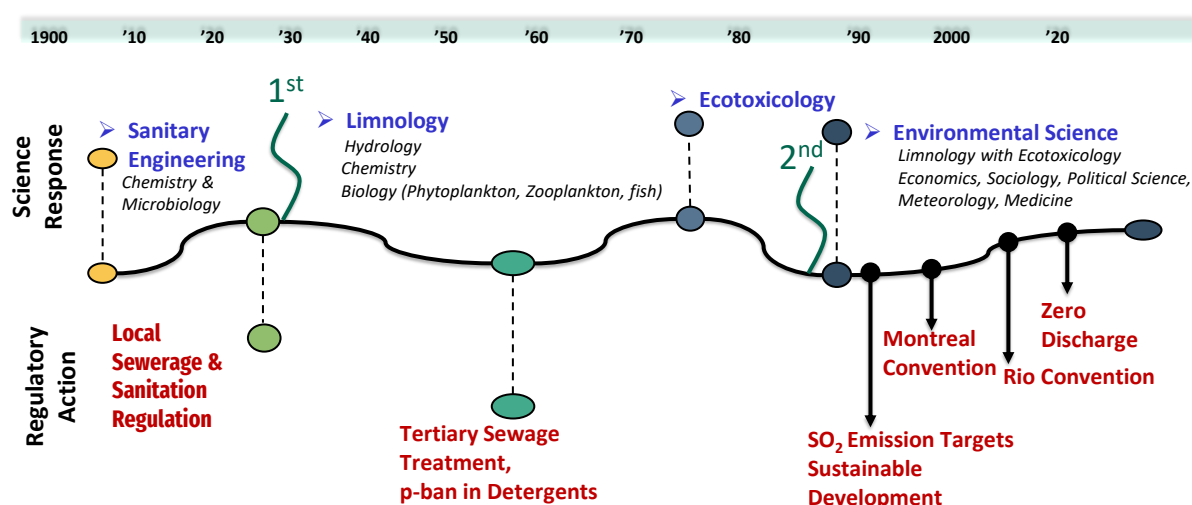 1900 '10 '20 '30 '40 '50 '70 '80 '90 2000 '20
Science
Response
Regulatory
Action
1st
2nd
➢ Sanitary
Engineering
Chemistry &
Microbiology
➢ Limnology
Hydrology
Chemistry
Biology (Phytoplankton, Zooplankton, fish)
➢ Ecotoxicology
➢ Environmental Science
Limnology with Ecotoxicology
Economics, Sociology, Political Science,
Meteorology, Medicine
Local
Sewerage &
Sanitation
Regulation
Tertiary Sewage
Treatment,
p-ban in Detergents
SO₂ Emission Targets
Sustainable
Development
Montreal
Convention
Rio Convention
Zero
Discharge